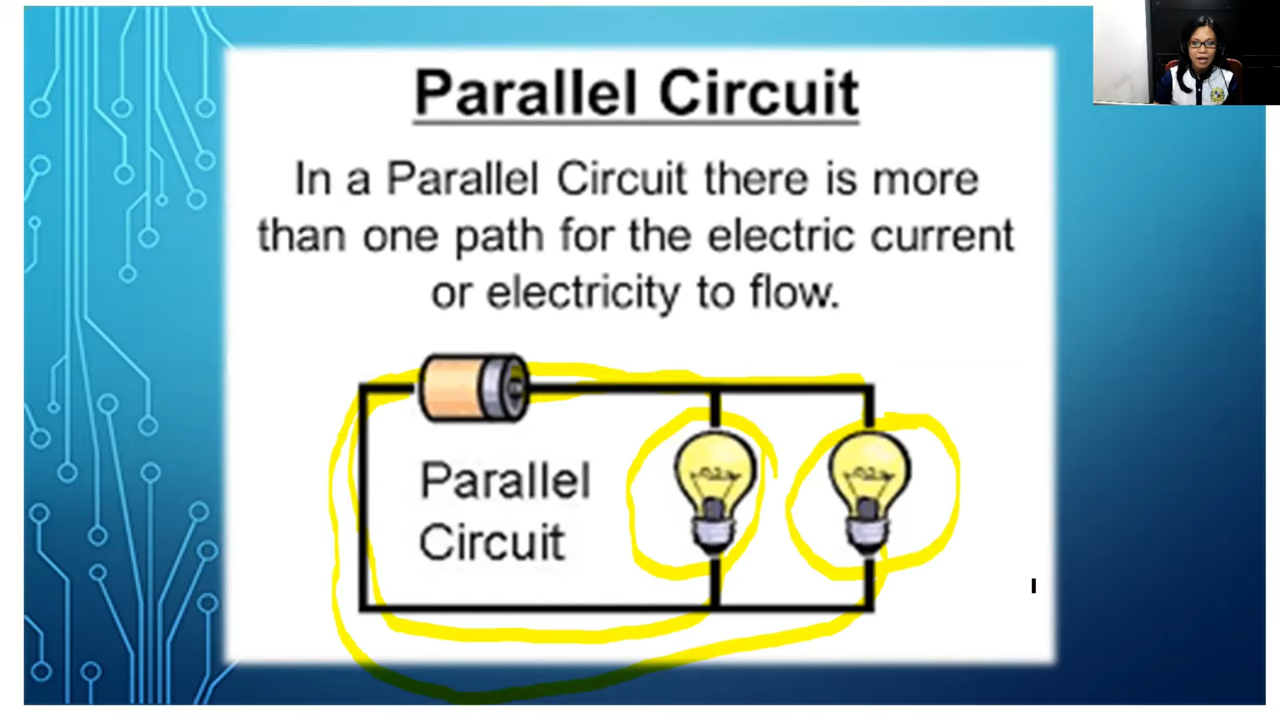 Parallel Circuit
In a Parallel Circuit there is more
than one path for the electric current
or electricity to flow.
Parallel
Circuit